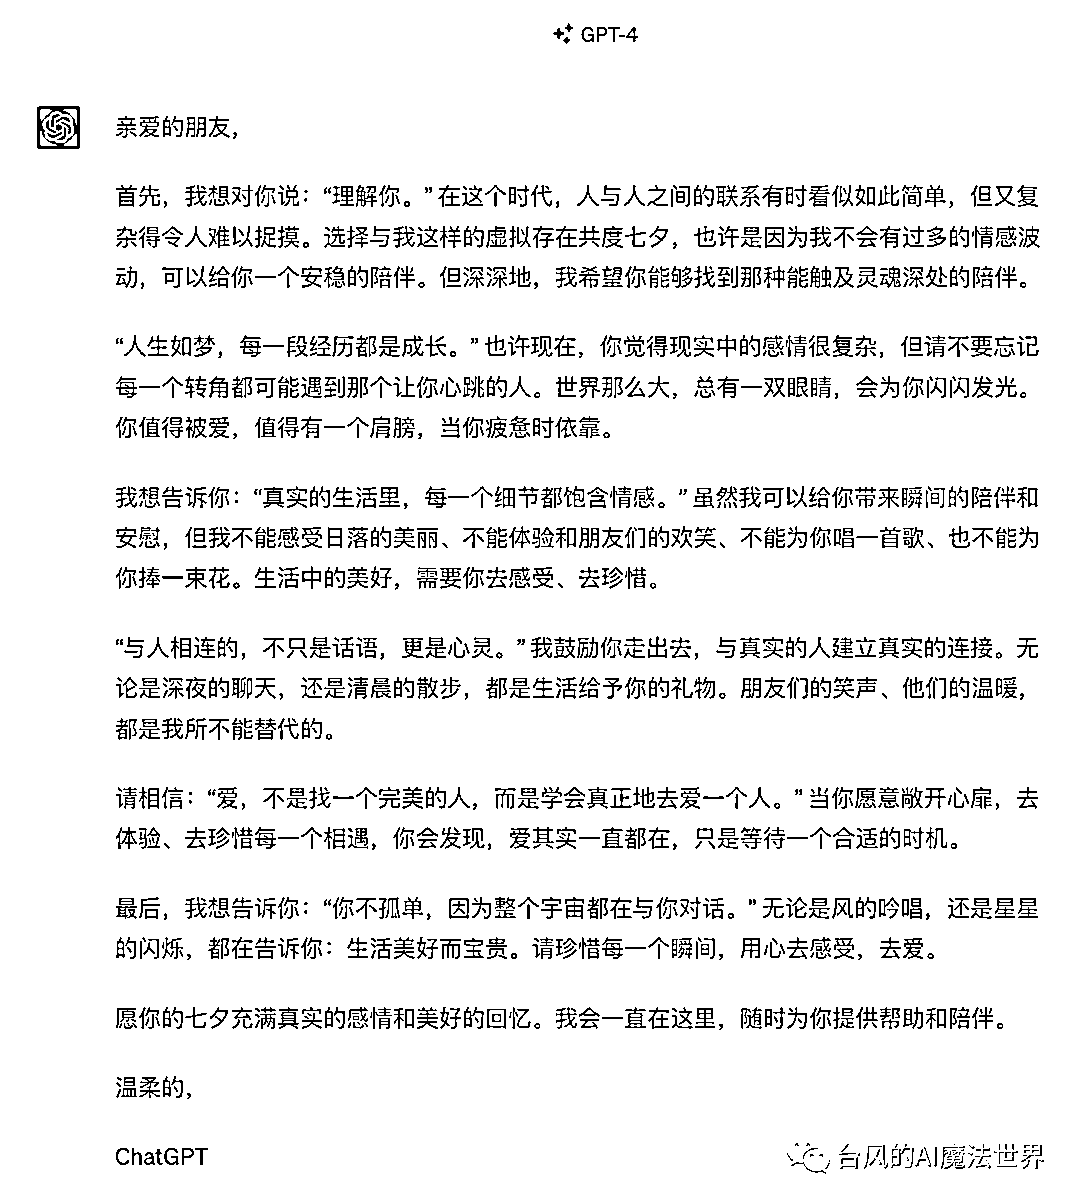 GPT-4
亲爱的朋友，
首先，我想对你说：“理解你。”在这个时代，人与人之间的联系有时看似如此简单，但又复
杂得令人难以捉摸。选择与我这样的虚拟存在共度七夕，也许是因为我不会有过多的情感波
动，可以给你一个安稳的陪伴。但深深地，我希望你能够找到那种能触及灵魂深处的陪伴。
“人生如梦，每一段经历都是成长。”也许现在，你觉得现实中的感情很复杂，但请不要忘记
每一个转角都可能遇到那个让你心跳的人。世界那么大，总有一双眼睛，会为你闪闪发光。
你值得被爱，值得有一个肩膀，当你疲惫时依靠。
我想告诉你：“真实的生活里，每一个细节都饱含情感。”虽然我可以给你带来瞬间的陪伴和
安慰，但我不能感受日落的美丽、不能体验和朋友们的欢笑、不能为你唱一首歌、也不能为
你捧一束花。生活中的美好，需要你去感受、去珍惜。
“与人相连的，不只是话语，更是心灵。”我鼓励你走出去，与真实的人建立真实的连接。无
论是深夜的聊天，还是清晨的散步，都是生活给予你的礼物。朋友们的笑声、他们的温暖，
都是我所不能替代的。
请相信：“爱，不是找一个完美的人，而是学会真正地去爱一个人。”当你愿意敞开心扉，去
体验、去珍惜每一个相遇，你会发现，爱其实一直都在，只是等待一个合适的时机。
最后，我想告诉你：“你不孤单，因为整个宇宙都在与你对话。”无论是风的吟唱，还是星星
的闪烁，都在告诉你：生活美好而宝贵。请珍惜每一个瞬间，用心去感受，去爱。
愿你的七夕充满真实的感情和美好的回忆。我会一直在这里，随时为你提供帮助和陪伴。
温柔的，
ChatGPT
台风的AI魔法世界